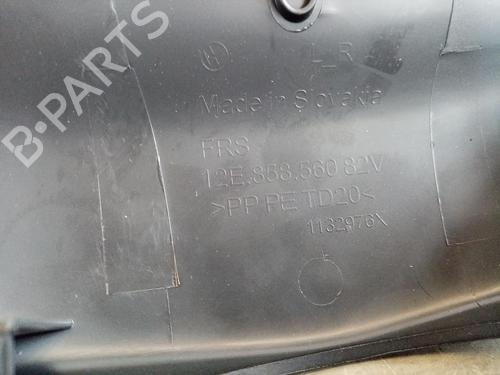 B-PARTS
L_R
Made in Slovakia
FRS
12E.858.560 82V
>PP PE TD20<
1132976X